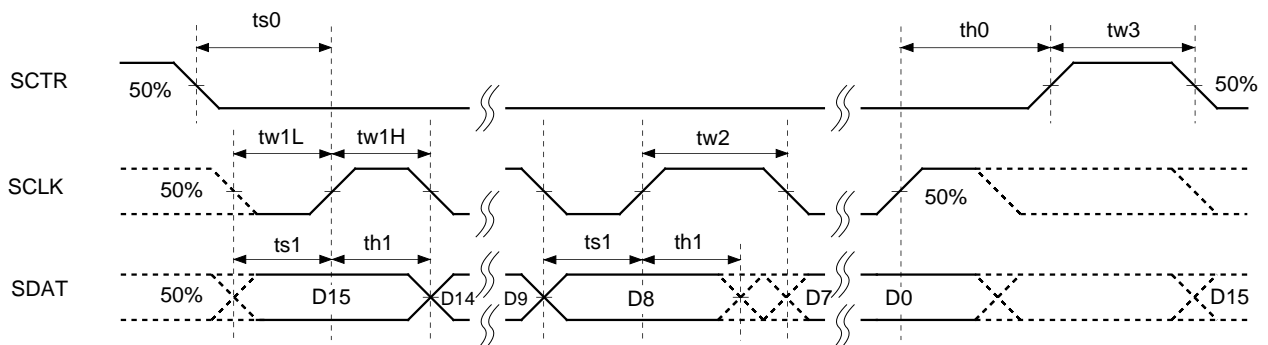 ts0 th0 tw3
SCTR 50% 50%
tw1L tw1H tw2
SCLK 50% 50%
ts1 th1 ts1 th1
SDAT 50% D15 D14 D9 D8 D7 D0 D15